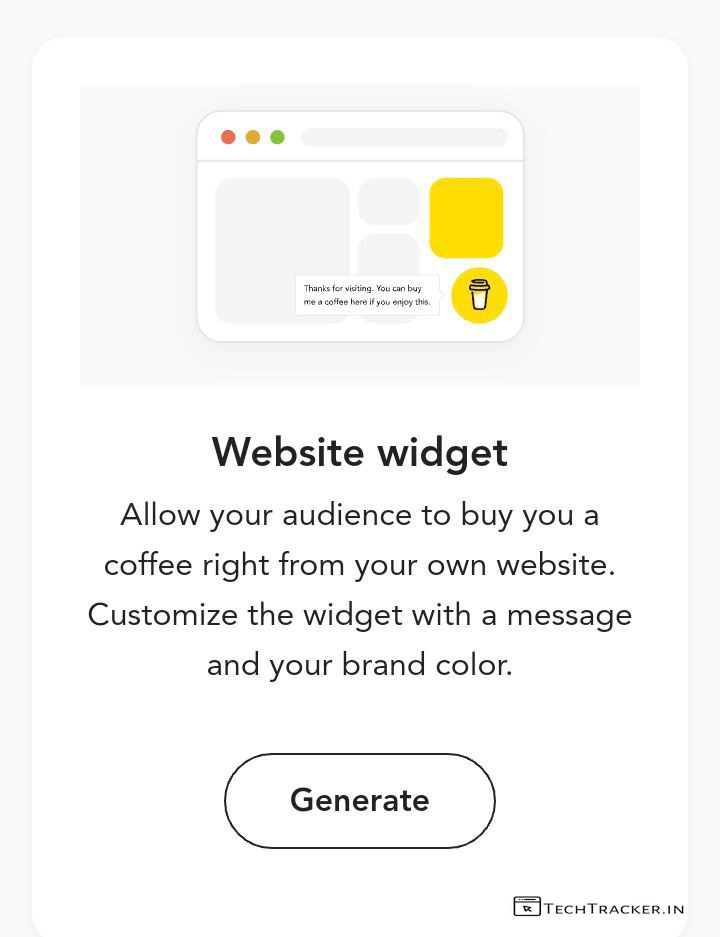 Thanks for visiting. You can buy
me a coffee here if you enjoy this.
Website widget
Allow your audience to buy you a
coffee right from your own website.
Customize the widget with a message
and your brand color.
Generate
TECHTRACKER.IN